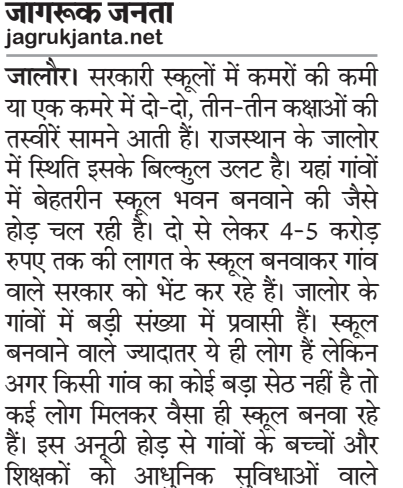 जागरूक जनता
jagrukjanta.net
जालौर। सरकारी स्कूलों में कमरों की कमी
या एक कमरे में दो-दो, तीन-तीन कक्षाओं की
तस्वीरें सामने आती हैं। राजस्थान के जालोर
में स्थिति इसके बिल्कुल उलट है। यहां गांवों
में बेहतरीन स्कूल भवन बनवाने की जैसे
होड़ चल रही है। दो से लेकर 4-5 करोड़
रुपए तक की लागत के स्कूल बनवाकर गांव
वाले सरकार को भेंट कर रहे हैं। जालोर के
गांवों में बड़ी संख्या में प्रवासी हैं। स्कूल
बनवाने वाले ज्यादातर ये ही लोग हैं लेकिन
अगर किसी गांव का कोई बड़ा सेठ नहीं है तो
कई लोग मिलकर वैसा ही स्कूल बनवा रहे
हैं। इस अनूठी होड़ से गांवों के बच्चों और
शिक्षकों को आधुनिक सुविधाओं वाले